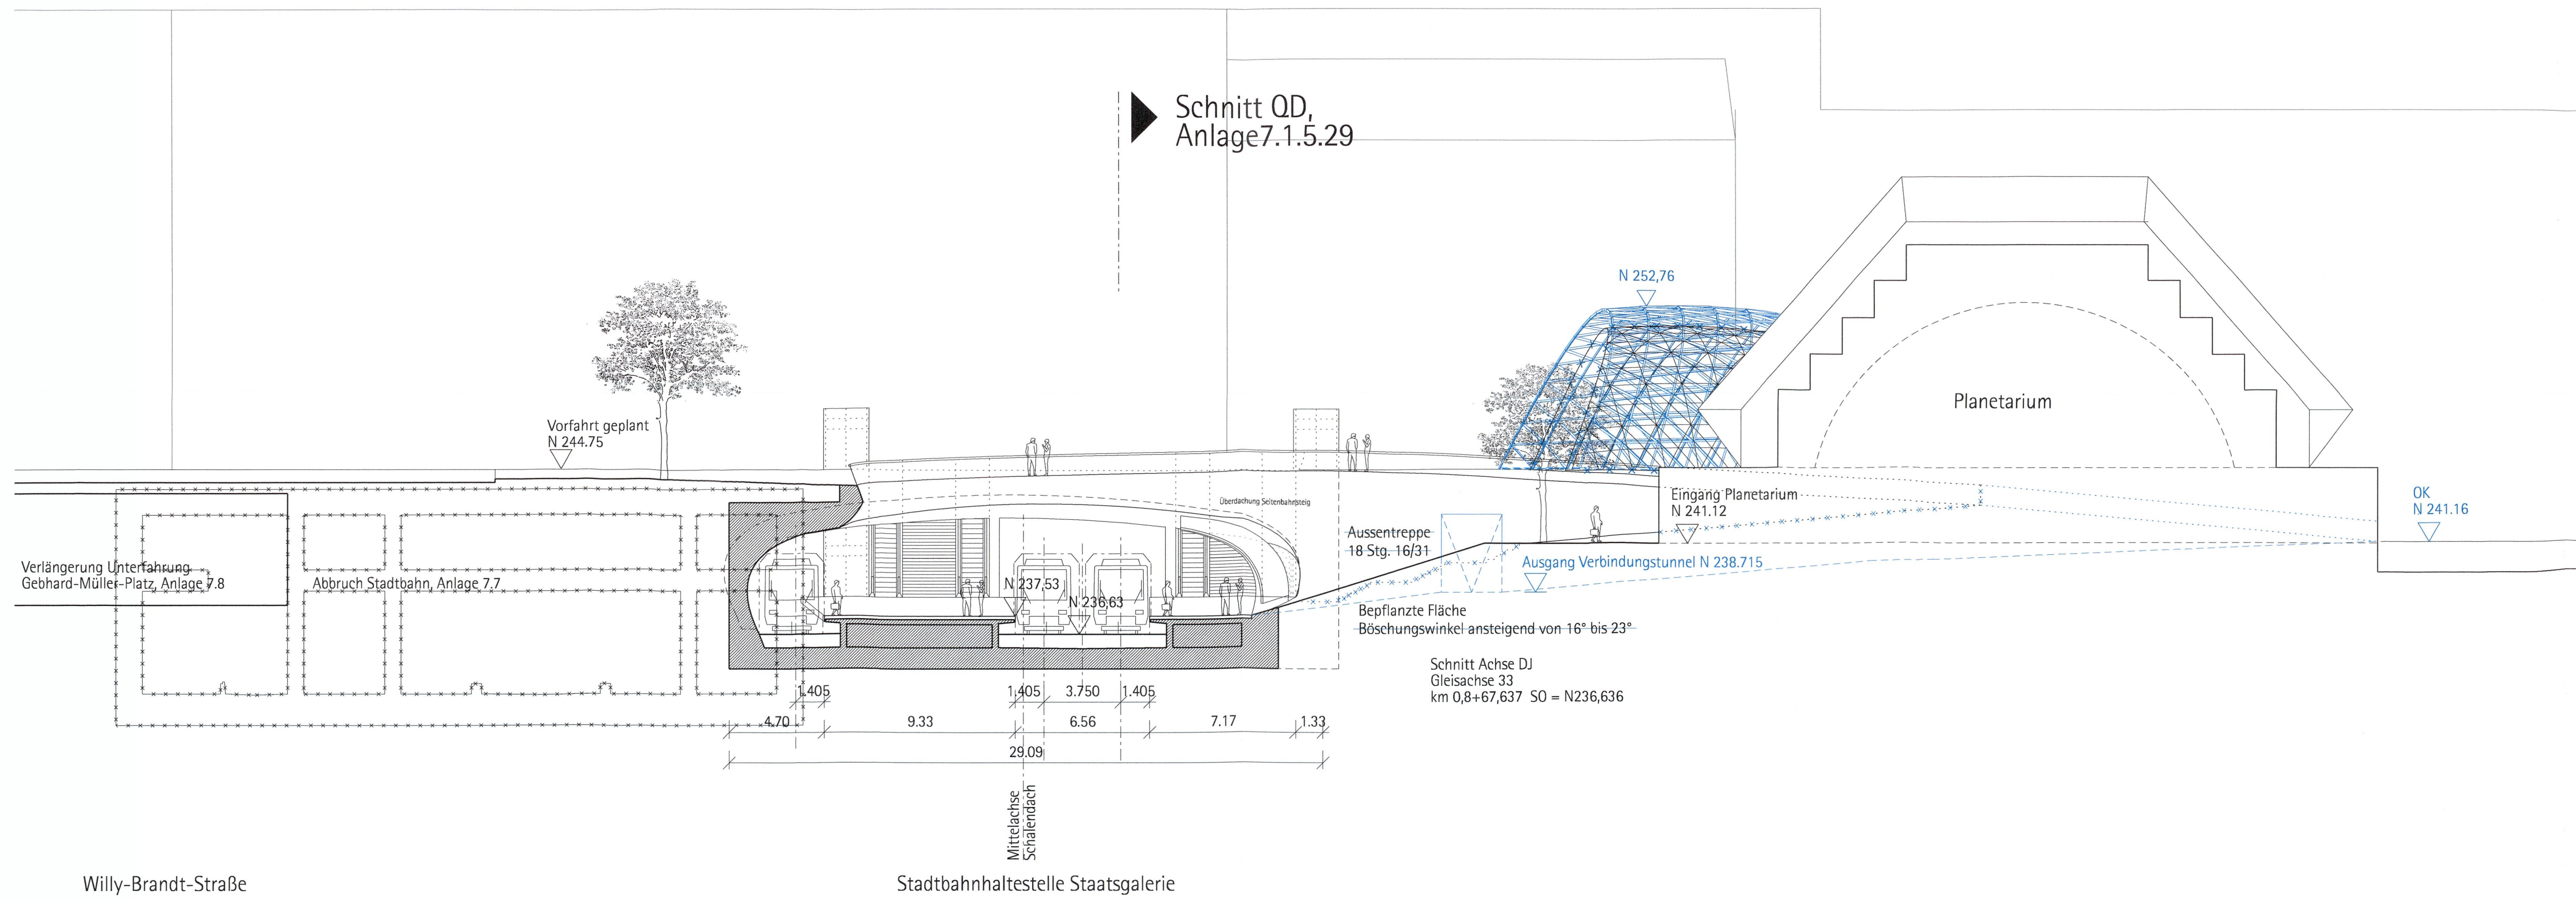 Schnitt QD,
Anlage7.1.5.29
N 252,76
Planetarium
Vorfahrt geplant
N 244.75
Überdachung Seitenbahnsteig
Eingang Planetarium
N 241.12
OK
N 241.16
Aussentreppe
18 Stg. 16/31
Ausgang Verbindungstunnel N 238.715
Verlängerung Unterfahrung
Gebhard-Müller-Platz, Anlage 7.8
Abbruch Stadtbahn, Anlage 7.7
N 237,53
N 236,63
Bepflanzte Fläche
Böschungswinkel ansteigend von 16° bis 23°
Schnitt Achse DJ
Gleisachse 33
km 0,8+67,637 SO = N236,636
1.405
1.405
3.750
1.405
4.70
9.33
6.56
7.17
1.33
29.09
Mittelachse
Schalendach
Willy-Brandt-Straße
Stadtbahnhaltestelle Staatsgalerie